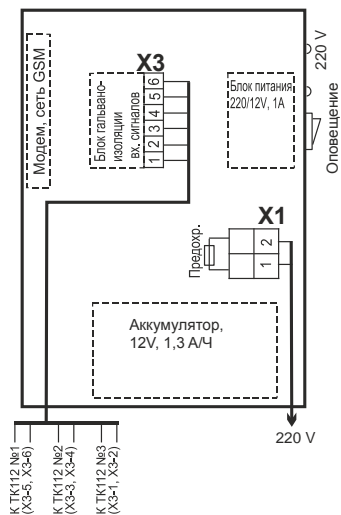 Модем, сеть GSM
X3
Блок гальвано-
изоляции
вх. сигналов
6
5
4
3
2
1
Блок питания
220/12V, 1A
220 V
Оповещение
X1
2
1
Предохр.
Аккумулятор,
12V, 1,3 А/Ч
220 V
К ТК112 №1
(X3-5, X3-6)
К ТК112 №2
(X3-3, X3-4)
К ТК112 №3
(X3-1, X3-2)